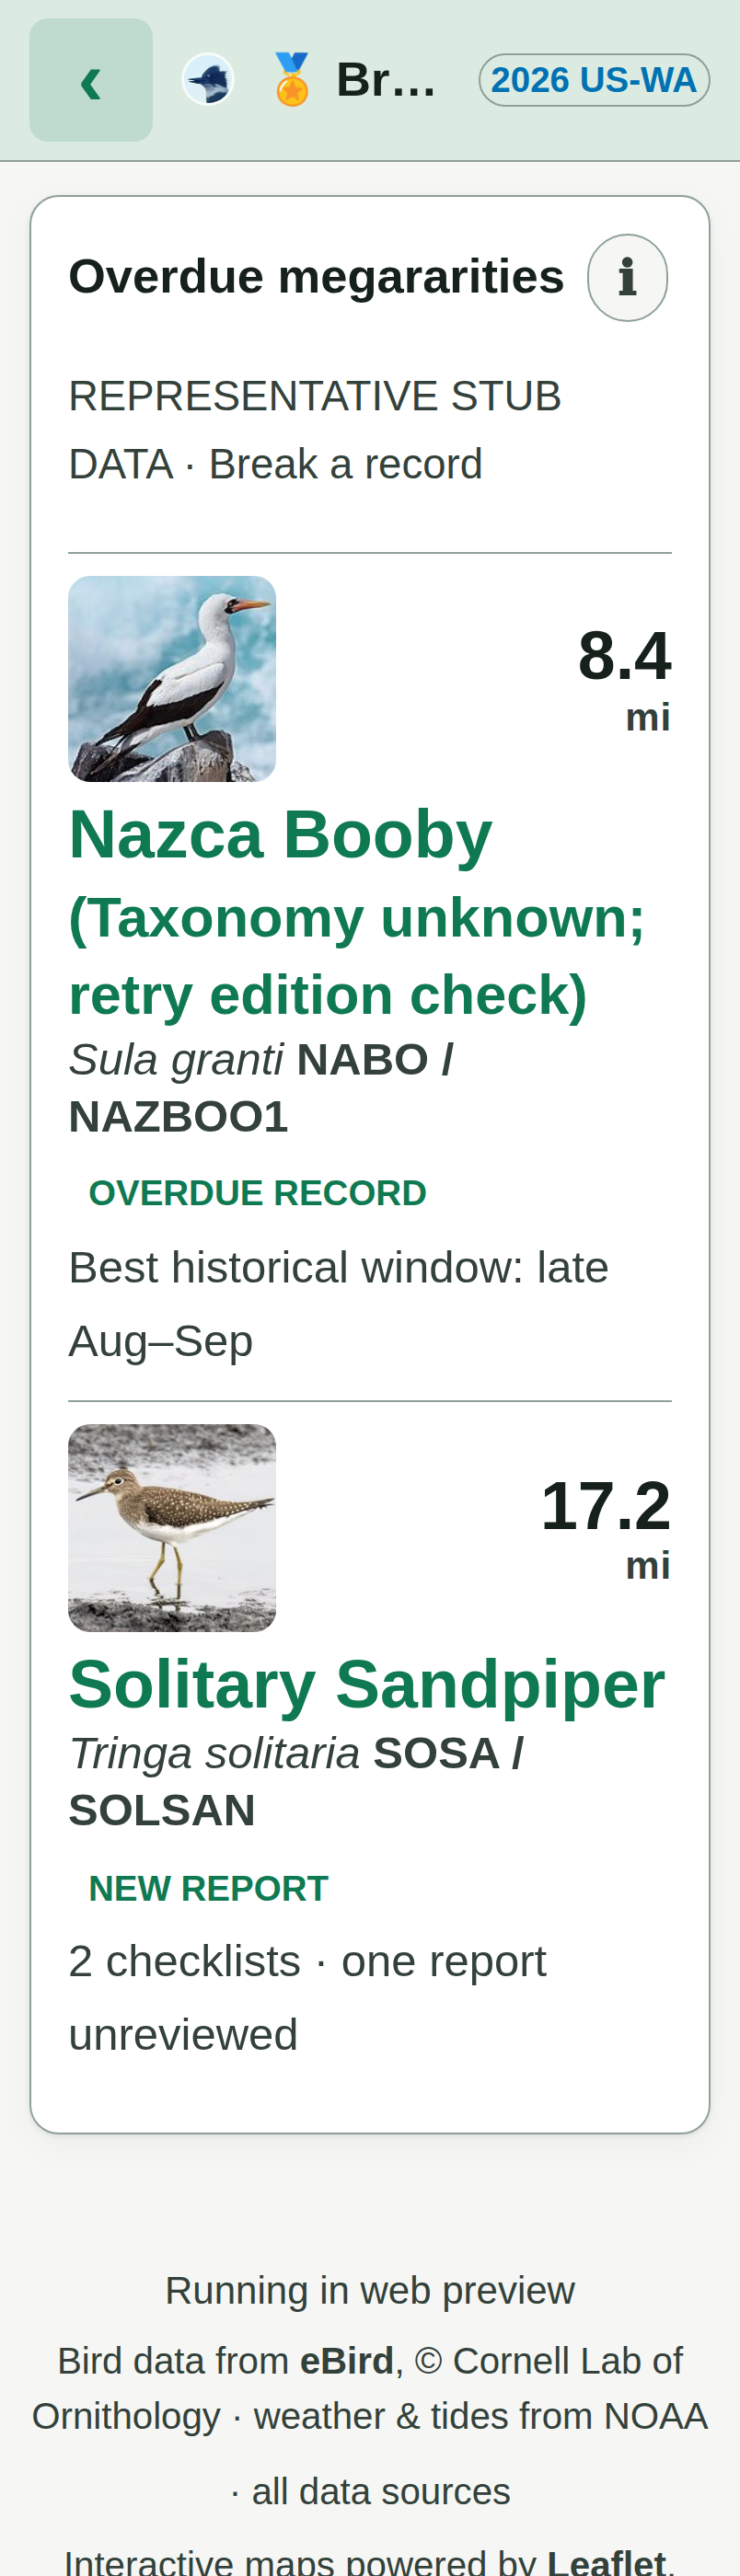 ‹ 🏅 Br… 2026 US-WA
Overdue megararities ℹ
REPRESENTATIVE STUB
DATA · Break a record
8.4
mi
Nazca Booby
(Taxonomy unknown;
retry edition check)
Sula granti NABO /
NAZBOO1
OVERDUE RECORD
Best historical window: late
Aug–Sep
17.2
mi
Solitary Sandpiper
Tringa solitaria SOSA /
SOLSAN
NEW REPORT
2 checklists · one report
unreviewed
Running in web preview
Bird data from eBird, © Cornell Lab of
Ornithology · weather & tides from NOAA
· all data sources
Interactive maps powered by Leaflet,